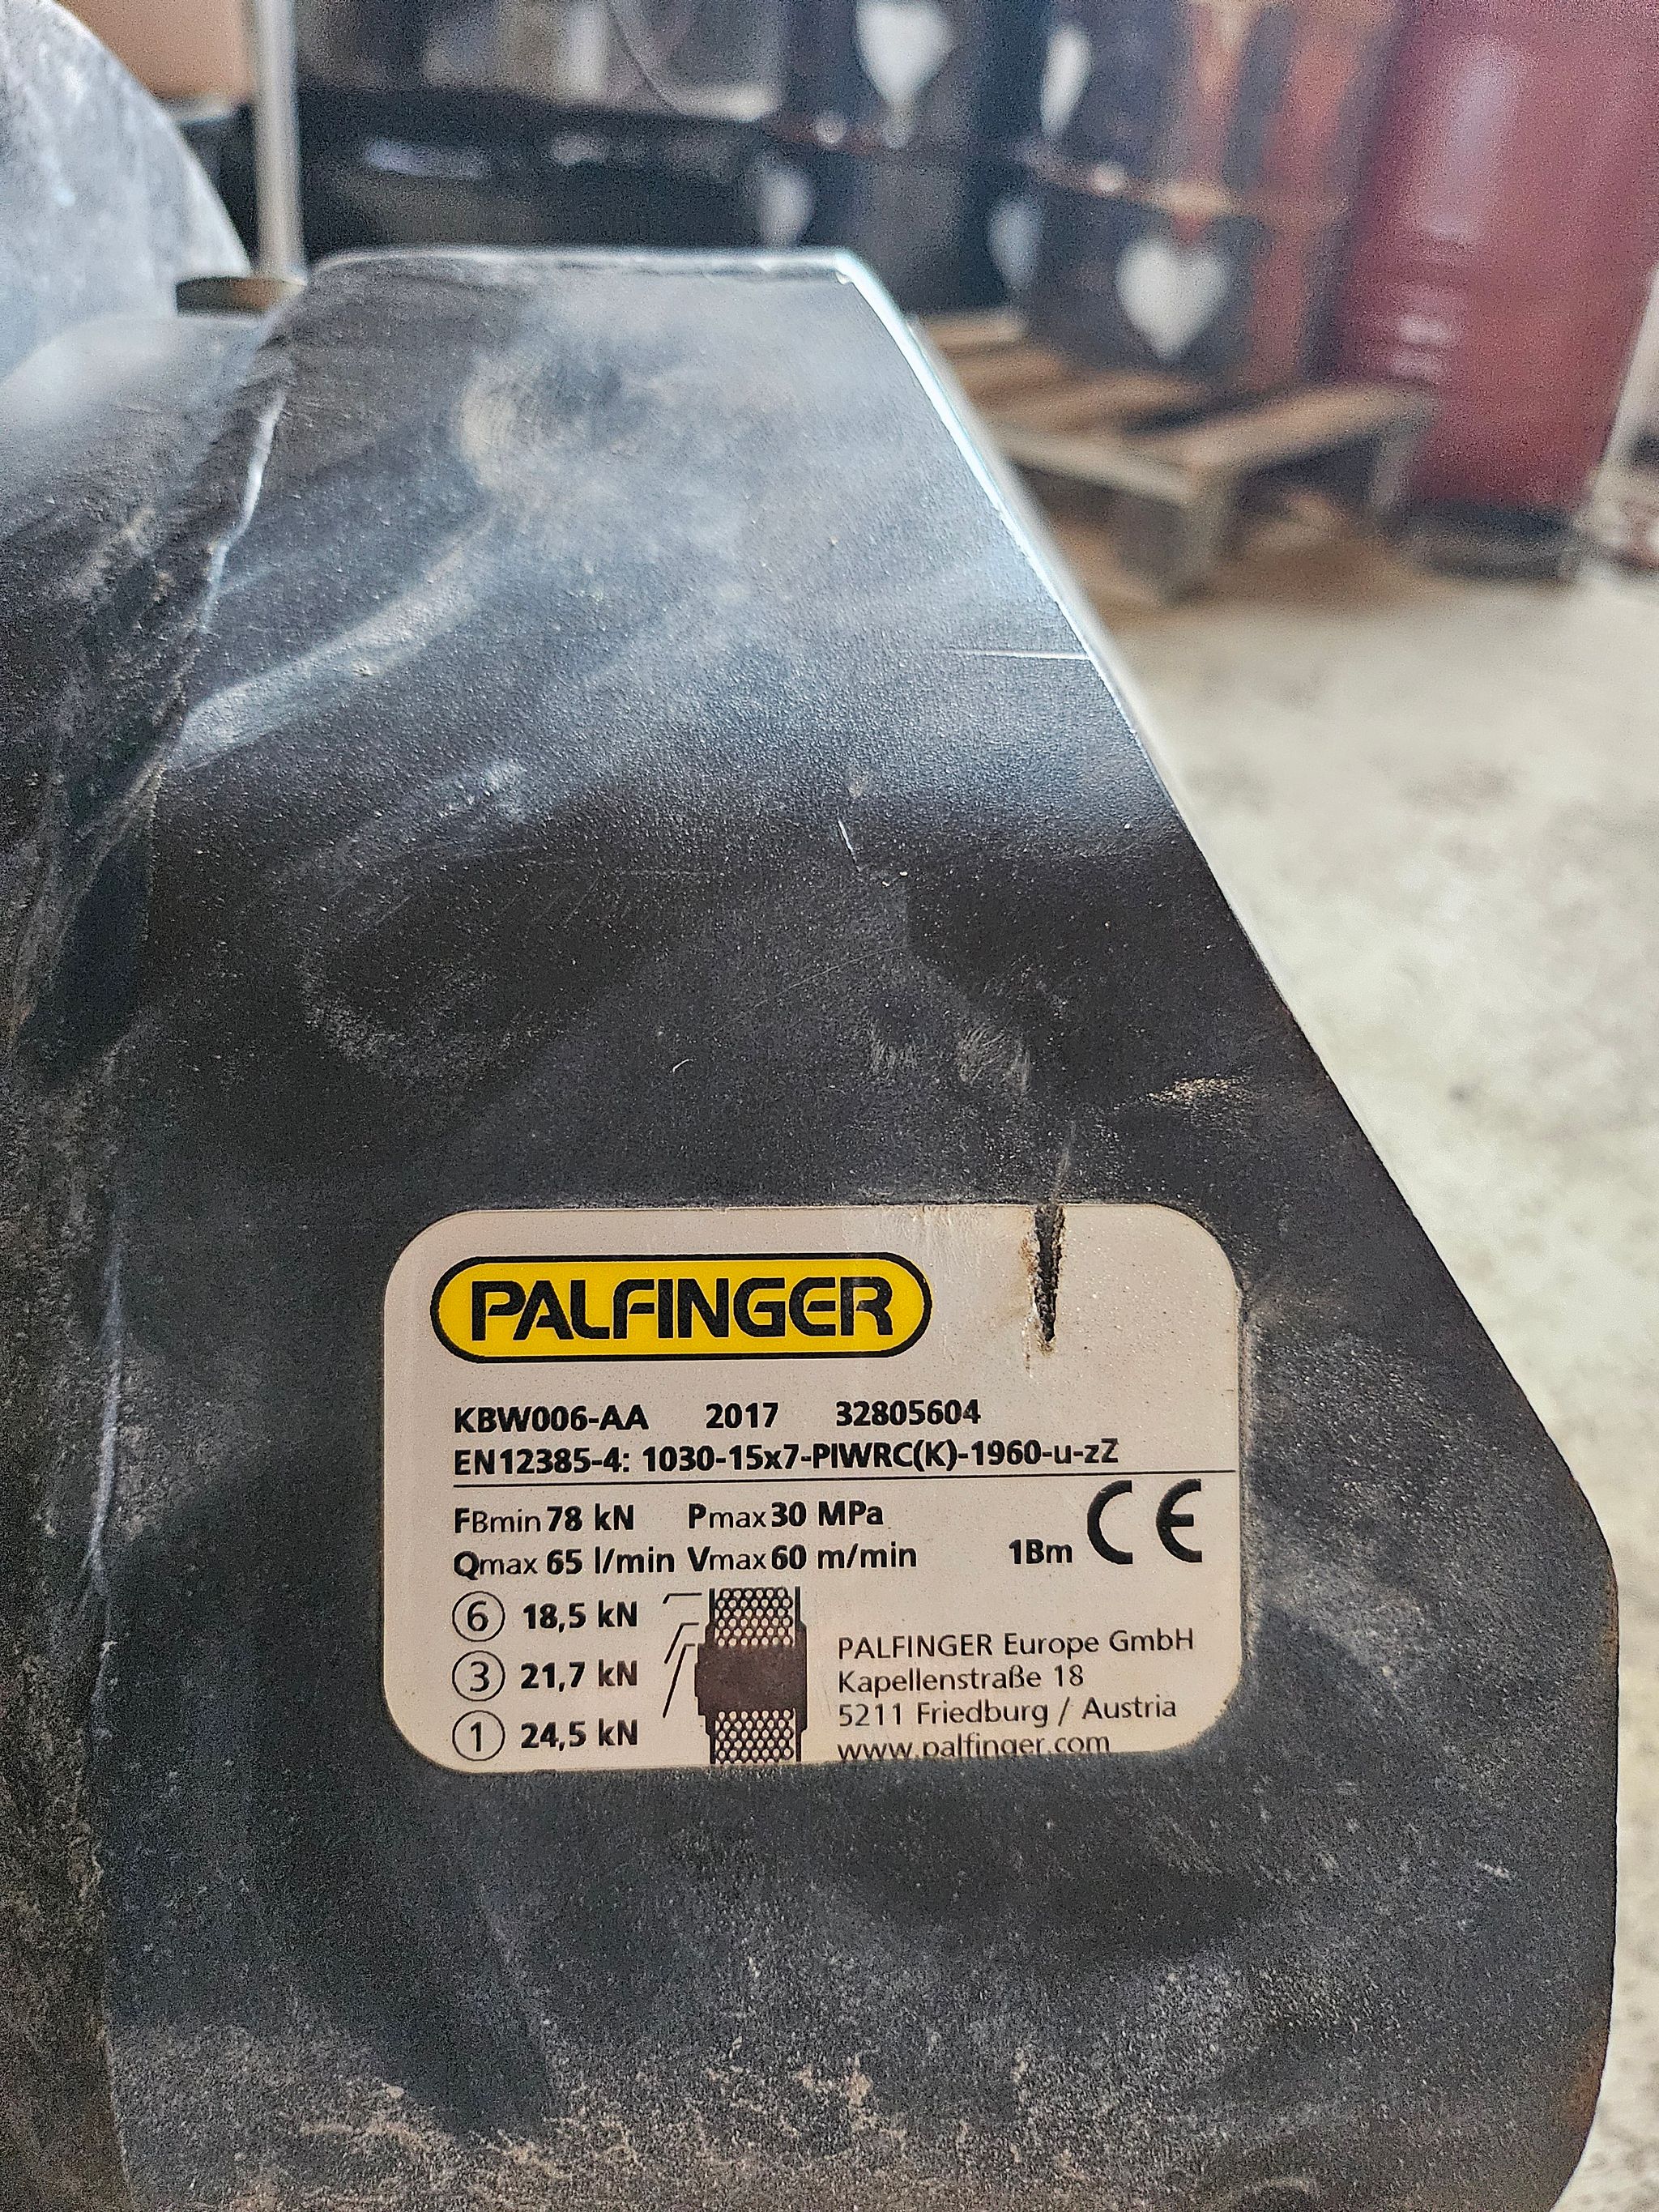 PALFINGER
KBW006-AA 2017 32805604
EN12385-4: 1030-15x7-PIWRC(K)-1960-u-zZ
FBmin 78 kN Pmax 30 MPa
Qmax 65 l/min Vmax 60 m/min 1Bm CE
6 18,5 kN
3 21,7 kN
1 24,5 kN
PALFINGER Europe GmbH
Kapellenstraße 18
5211 Friedburg / Austria
www.palfinger.com